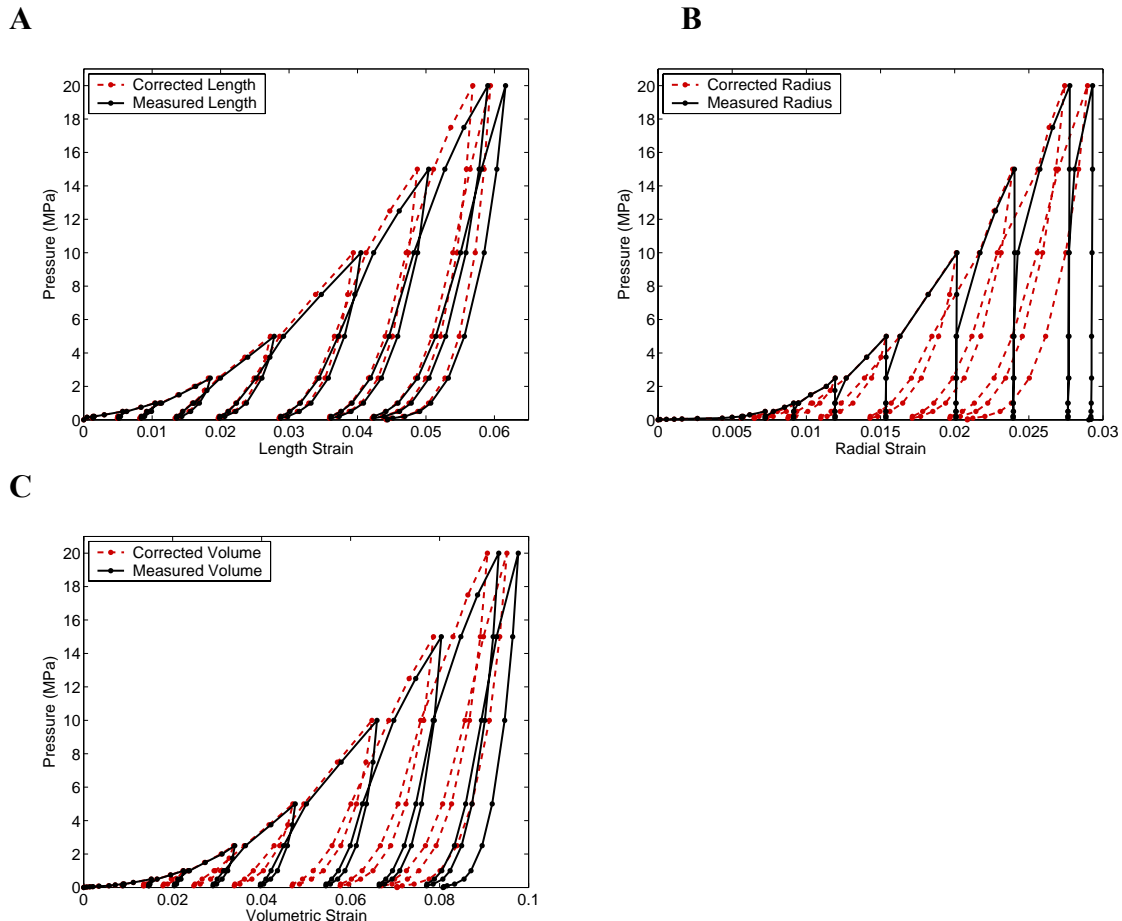 A
B
Corrected Length
Measured Length
20
18
16
14
12
10
8
6
4
2
0
Pressure (MPa)
0 0.01 0.02 0.03 0.04 0.05 0.06
Length Strain
Corrected Radius
Measured Radius
20
18
16
14
12
10
8
6
4
2
0
Pressure (MPa)
0 0.005 0.01 0.015 0.02 0.025 0.03
Radial Strain
C
Corrected Volume
Measured Volume
20
18
16
14
12
10
8
6
4
2
0
Pressure (MPa)
0 0.02 0.04 0.06 0.08 0.1
Volumetric Strain